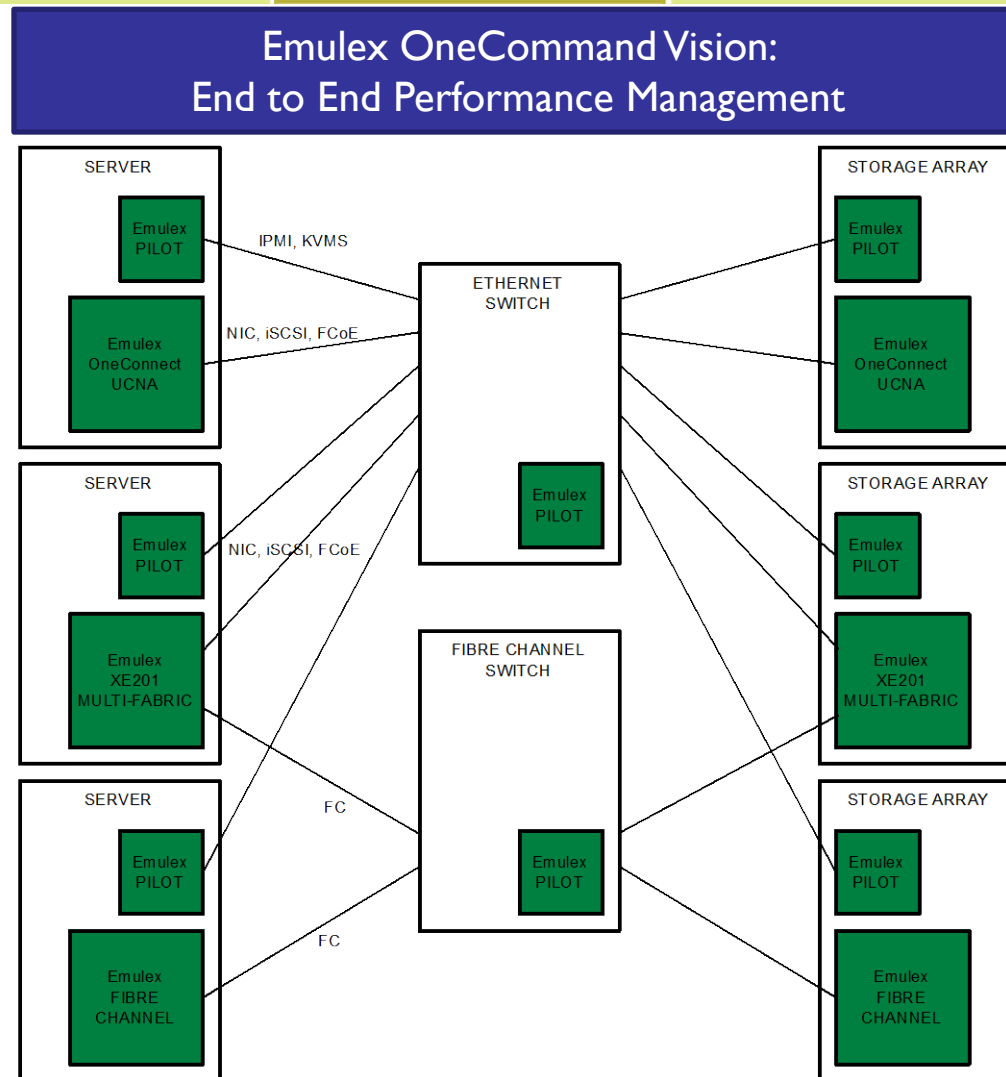 Emulex OneCommand Vision:
End to End Performance Management
SERVER
Emulex
PILOT
Emulex
OneConnect
UCNA
IPMI, KVMS
NIC, iSCSI, FCoE
ETHERNET
SWITCH
Emulex
PILOT
STORAGE ARRAY
Emulex
PILOT
Emulex
OneConnect
UCNA
SERVER
Emulex
PILOT
Emulex
XE201
MULTI-FABRIC
NIC, iSCSI, FCoE
FC
FIBRE CHANNEL
SWITCH
Emulex
PILOT
STORAGE ARRAY
Emulex
PILOT
Emulex
XE201
MULTI-FABRIC
SERVER
Emulex
PILOT
Emulex
FIBRE
CHANNEL
FC
STORAGE ARRAY
Emulex
PILOT
Emulex
FIBRE
CHANNEL